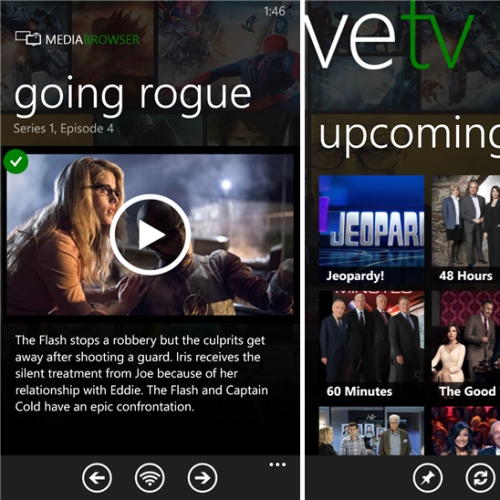 1:46
MEDIABROWSER
going rogue
Series 1, Episode 4
The Flash stops a robbery but the culprits get
away after shooting a guard. Iris receives the
silent treatment from Joe because of her
relationship with Eddie. The Flash and Captain
Cold have an epic confrontation.
vetv
upcoming
JEOPAR
Jeopardy!
48 Hours
MINUTES
60 Minutes
The Good